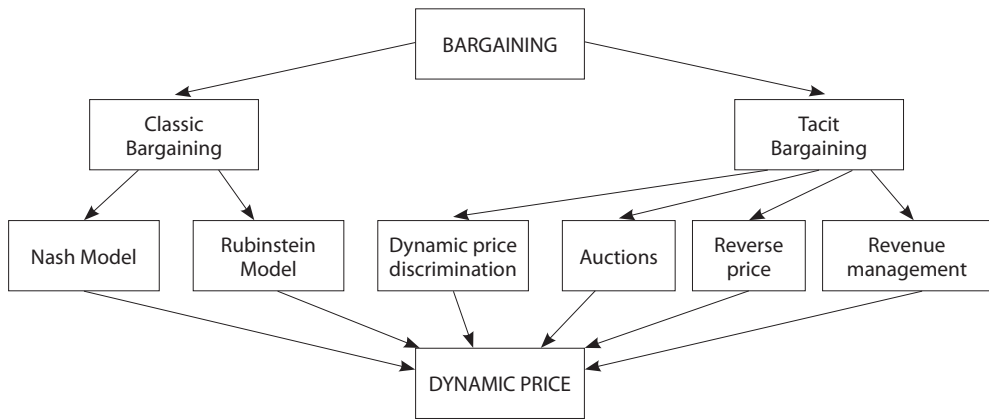 BARGAINING
Classic
Bargaining
Tacit
Bargaining
Nash Model
Rubinstein
Model
Dynamic price
discrimination
Auctions
Reverse
price
Revenue
management
DYNAMIC PRICE